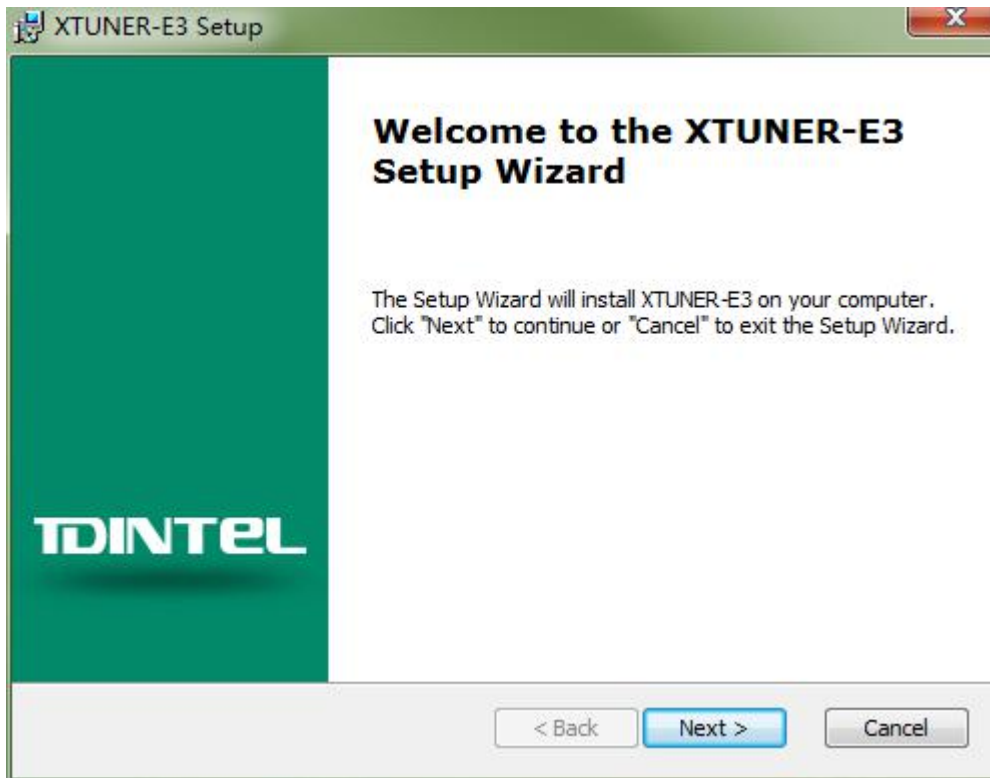 XTUNER-E3 Setup
X
Welcome to the XTUNER-E3
Setup Wizard
The Setup Wizard will install XTUNER-E3 on your computer.
Click "Next" to continue or "Cancel" to exit the Setup Wizard.
TDINTEL
< Back Next > Cancel